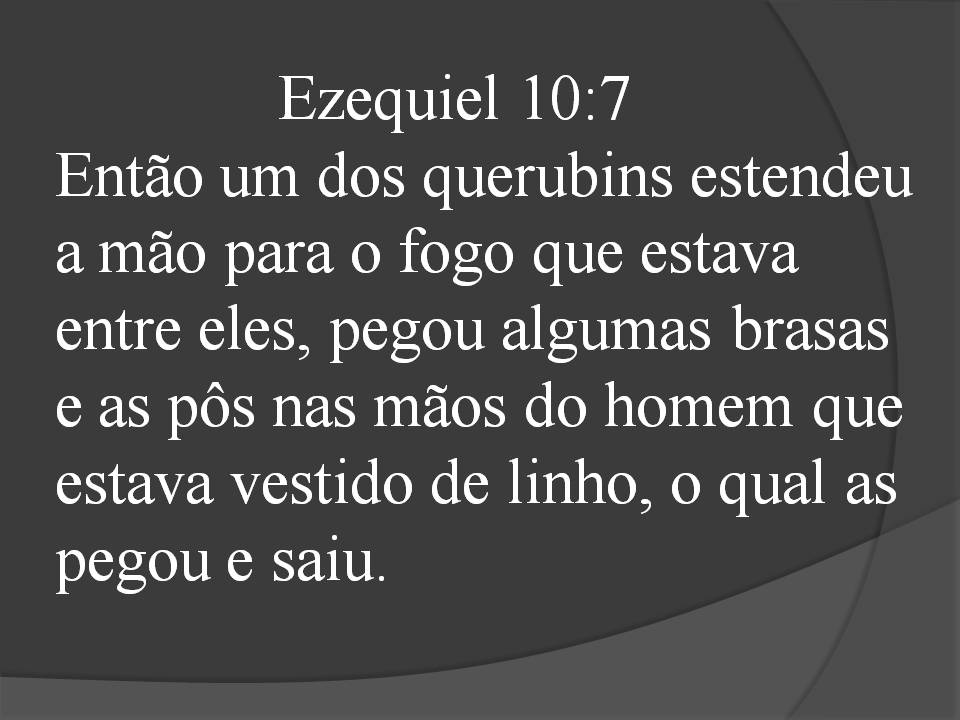 Ezequiel 10:7
Então um dos querubins estendeu
a mão para o fogo que estava
entre eles, pegou algumas brasas
e as pôs nas mãos do homem que
estava vestido de linho, o qual as
pegou e saiu.